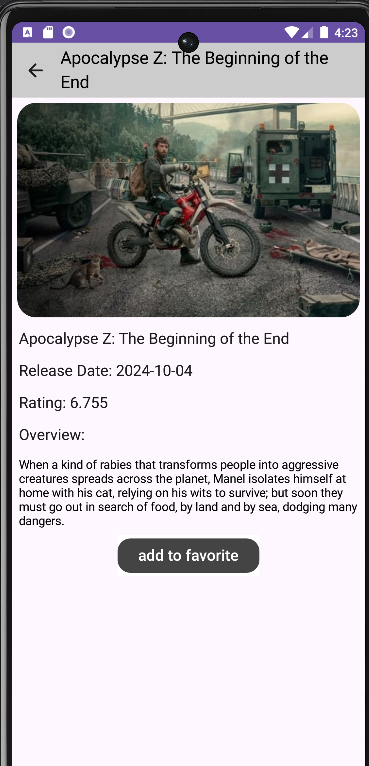 4:23
Apocalypse Z: The Beginning of the
End
Apocalypse Z: The Beginning of the End
Release Date: 2024-10-04
Rating: 6.755
Overview:
When a kind of rabies that transforms people into aggressive
creatures spreads across the planet, Manel isolates himself at
home with his cat, relying on his wits to survive; but soon they
must go out in search of food, by land and by sea, dodging many
dangers.
add to favorite